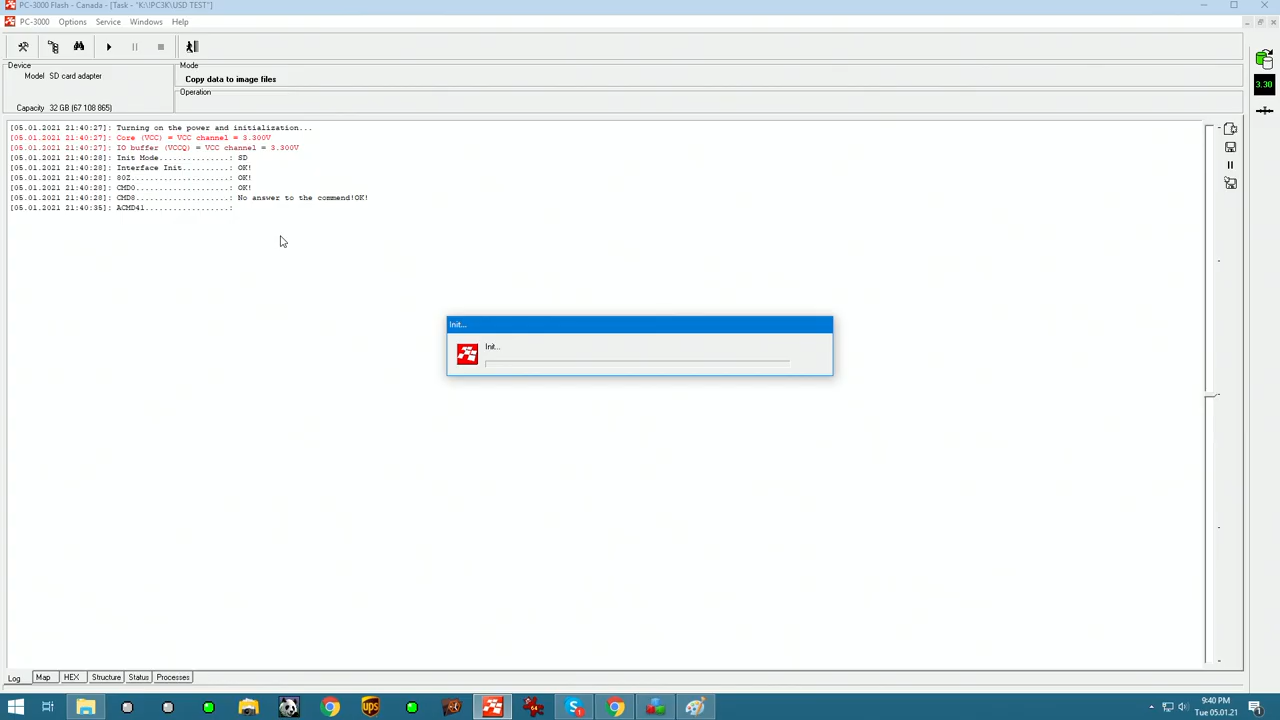 PC-3000 Flash - Canada - [Task - "K:\!PC3K\USD TEST"]
PC-3000 Options Service Windows Help
Device
Model SD card adapter
Capacity 32 GB (67 108 865)
Mode
Copy data to image files
Operation
3.30
[05.01.2021 21:40:27]: Turning on the power and initialization...
[05.01.2021 21:40:27]: Core (VCC) = VCC channel = 3.300V
[05.01.2021 21:40:27]: IO buffer (VCCQ) = VCC channel = 3.300V
[05.01.2021 21:40:28]: Init Mode..............: SD
[05.01.2021 21:40:28]: Interface Init.........: OK!
[05.01.2021 21:40:28]: 80Z....................: OK!
[05.01.2021 21:40:28]: CMD0...................: OK!
[05.01.2021 21:40:28]: CMD8...................: No answer to the commend!OK!
[05.01.2021 21:40:35]: ACMD41.................:
Init...
Init...
Log Map HEX Structure Status Processes
ups
64
S
9:40 PM
Tue 05.01.21
1